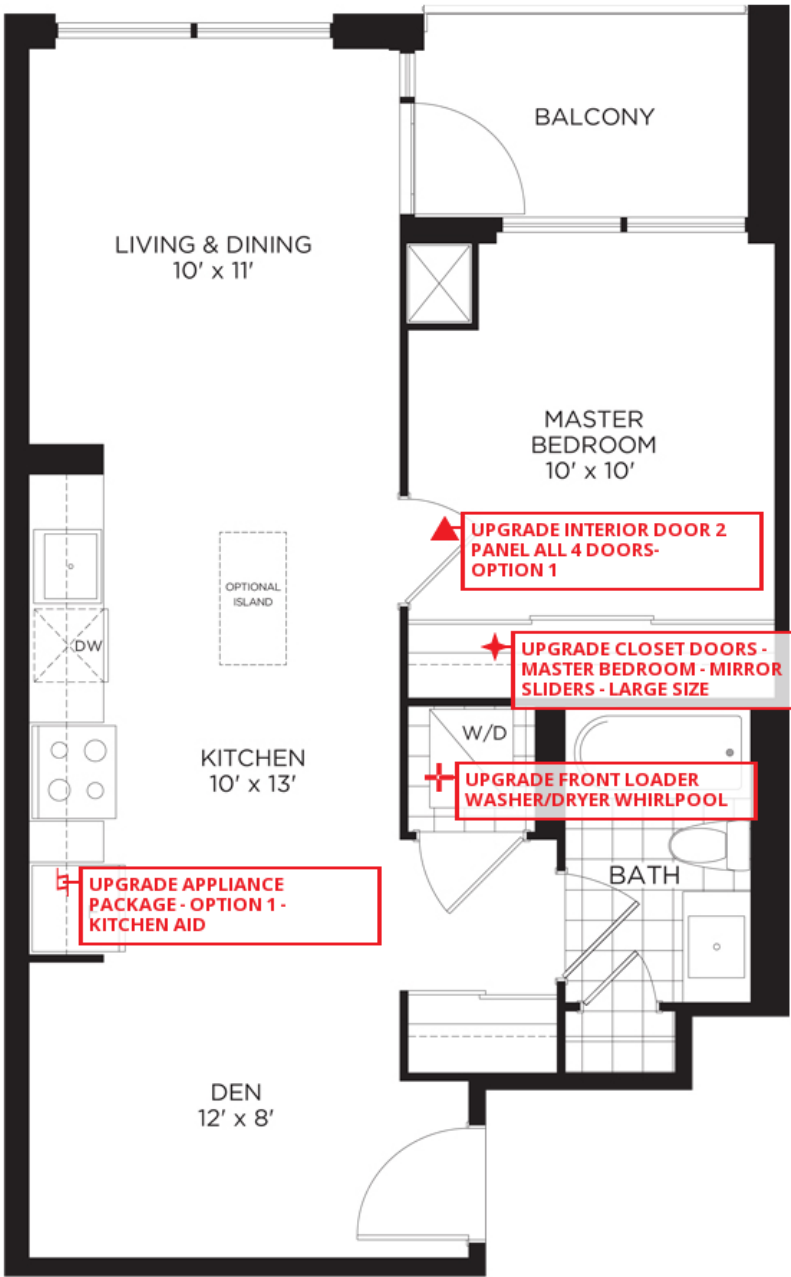 BALCONY
LIVING & DINING
10' x 11'
MASTER
BEDROOM
10' x 10'
UPGRADE INTERIOR DOOR 2
PANEL ALL 4 DOORS-
OPTION 1
OPTIONAL
ISLAND
DW
UPGRADE CLOSET DOORS -
MASTER BEDROOM - MIRROR
SLIDERS - LARGE SIZE
W/D
KITCHEN
10' x 13'
UPGRADE FRONT LOADER
WASHER/DRYER WHIRLPOOL
BATH
UPGRADE APPLIANCE
PACKAGE - OPTION 1 -
KITCHEN AID
DEN
12' x 8'